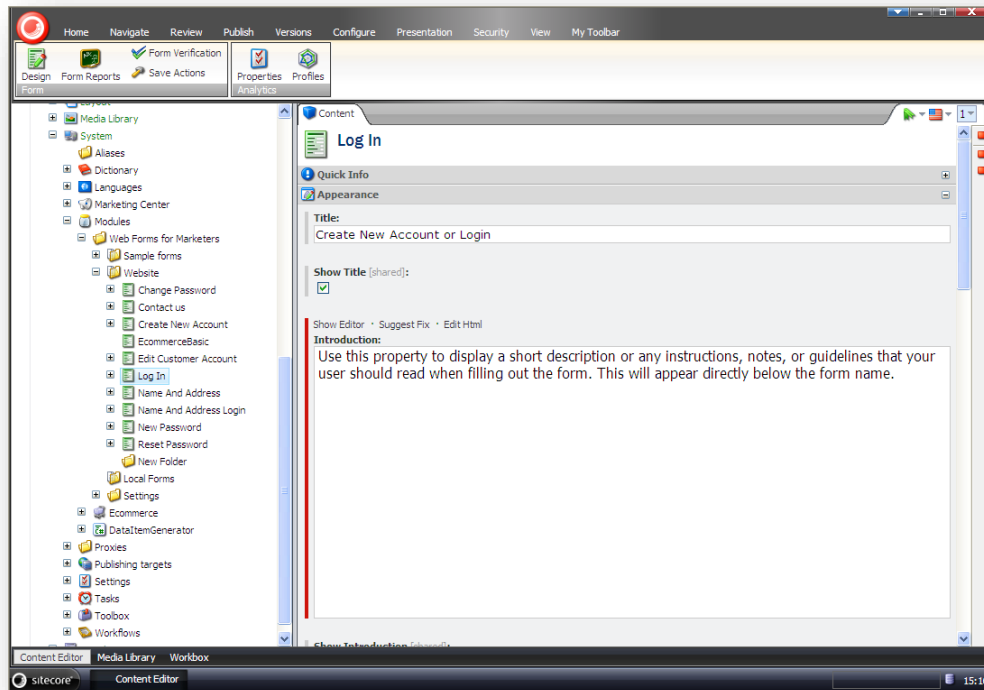 Home Navigate Review Publish Versions Configure Presentation Security View My Toolbar
Design
Form Reports
Form Verification
Save Actions
Form
Properties
Profiles
Analytics
Media Library
System
Aliases
Dictionary
Languages
Marketing Center
Modules
Web Forms for Marketers
Sample forms
Website
Change Password
Contact us
Create New Account
EcommerceBasic
Edit Customer Account
Log In
Name And Address
Name And Address Login
New Password
Reset Password
New Folder
Local Forms
Settings
Ecommerce
DataItemGenerator
Proxies
Publishing targets
Settings
Tasks
Toolbox
Workflows
Content
1
Log In
Quick Info
Appearance
Title:
Create New Account or Login
Show Title [shared]:
Show Editor · Suggest Fix · Edit Html
Introduction:
Use this property to display a short description or any instructions, notes, or guidelines that your
user should read when filling out the form. This will appear directly below the form name.
Show Introduction [shared]:
Content Editor Media Library Workbox
sitecore Content Editor